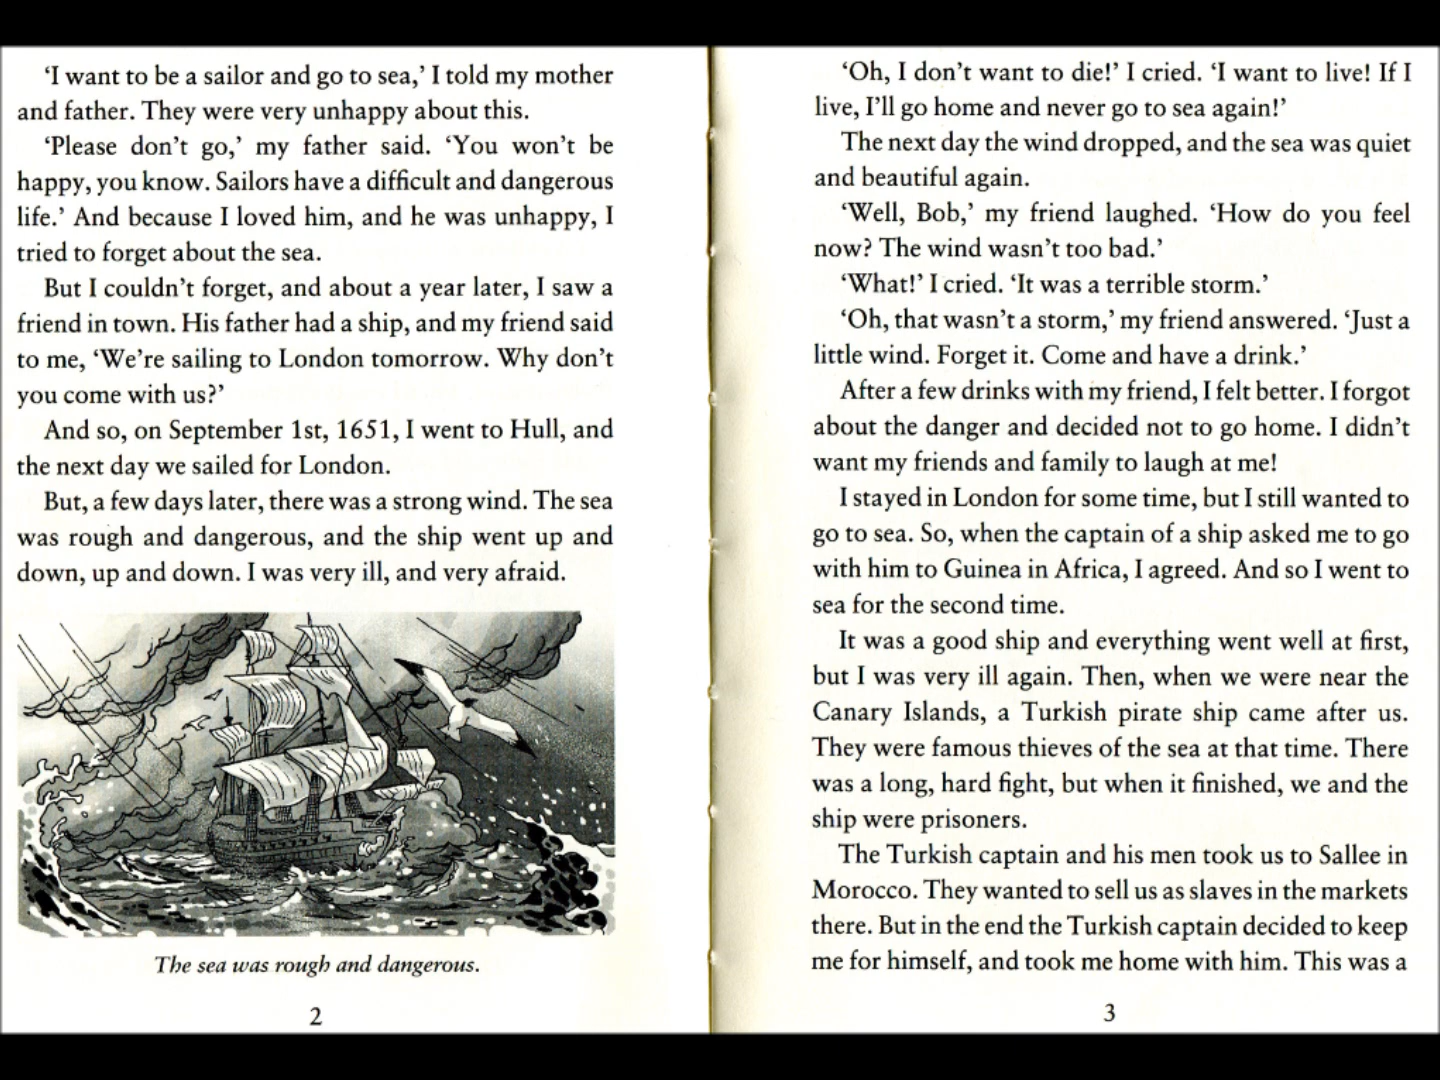 ‘I want to be a sailor and go to sea,’ I told my mother
and father. They were very unhappy about this.
‘Please don’t go,’ my father said. ‘You won’t be
happy, you know. Sailors have a difficult and dangerous
life.’ And because I loved him, and he was unhappy, I
tried to forget about the sea.
But I couldn’t forget, and about a year later, I saw a
friend in town. His father had a ship, and my friend said
to me, ‘We’re sailing to London tomorrow. Why don’t
you come with us?’
And so, on September 1st, 1651, I went to Hull, and
the next day we sailed for London.
But, a few days later, there was a strong wind. The sea
was rough and dangerous, and the ship went up and
down, up and down. I was very ill, and very afraid.
The sea was rough and dangerous.
2
‘Oh, I don’t want to die!’ I cried. ‘I want to live! If I
live, I’ll go home and never go to sea again!’
The next day the wind dropped, and the sea was quiet
and beautiful again.
‘Well, Bob,’ my friend laughed. ‘How do you feel
now? The wind wasn’t too bad.’
‘What!’ I cried. ‘It was a terrible storm.’
‘Oh, that wasn’t a storm,’ my friend answered. ‘Just a
little wind. Forget it. Come and have a drink.’
After a few drinks with my friend, I felt better. I forgot
about the danger and decided not to go home. I didn’t
want my friends and family to laugh at me!
I stayed in London for some time, but I still wanted to
go to sea. So, when the captain of a ship asked me to go
with him to Guinea in Africa, I agreed. And so I went to
sea for the second time.
It was a good ship and everything went well at first,
but I was very ill again. Then, when we were near the
Canary Islands, a Turkish pirate ship came after us.
They were famous thieves of the sea at that time. There
was a long, hard fight, but when it finished, we and the
ship were prisoners.
The Turkish captain and his men took us to Sallee in
Morocco. They wanted to sell us as slaves in the markets
there. But in the end the Turkish captain decided to keep
me for himself, and took me home with him. This was a
3